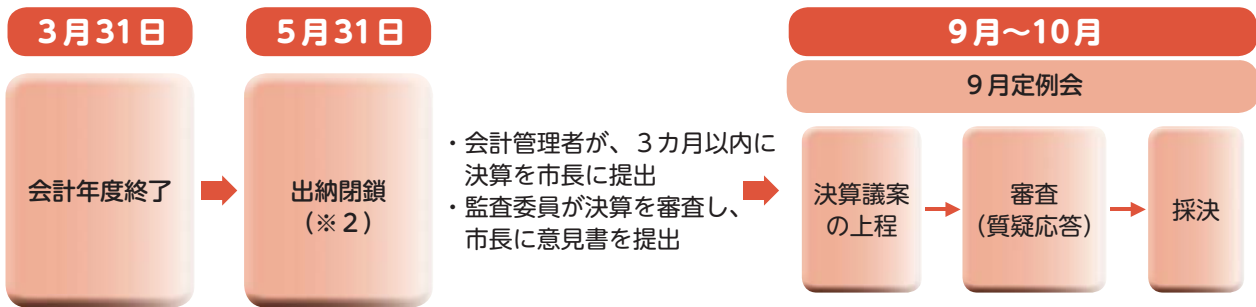 3月31日
会計年度終了
5月31日
出納閉鎖
（※２）
・会計管理者が、３カ月以内に
決算を市長に提出
・監査委員が決算を審査し、
市長に意見書を提出
9月～10月
９月定例会
決算議案
の上程
審査
（質疑応答）
採決